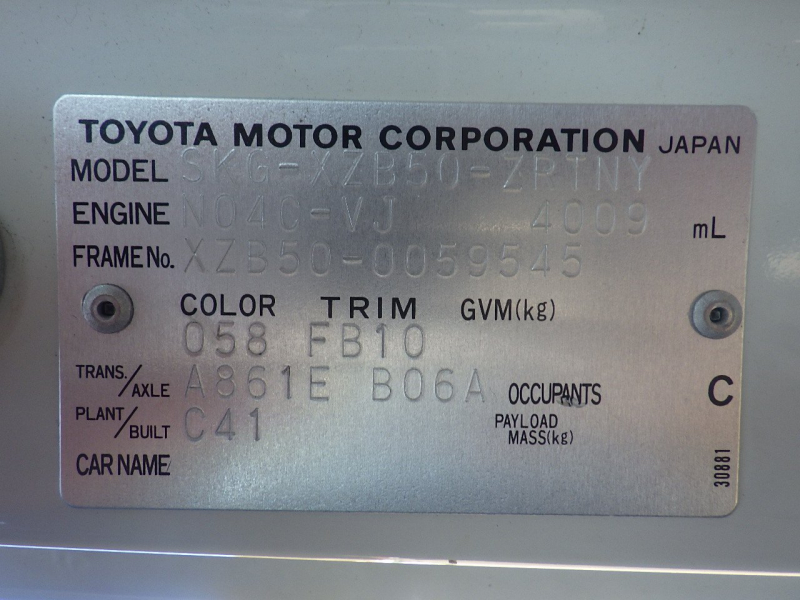 TOYOTA MOTOR CORPORATION JAPAN
MODEL SKG-XZB50-ZPTNY
ENGINE N04C-VJ 4009 mL
FRAME No. XZB50-0059545
COLOR TRIM GVM(kg)
058 FB10
TRANS./AXLE A861E B06A OCCUPANTS C
PLANT/BUILT C41 PAYLOAD MASS(kg)
CAR NAME
30881